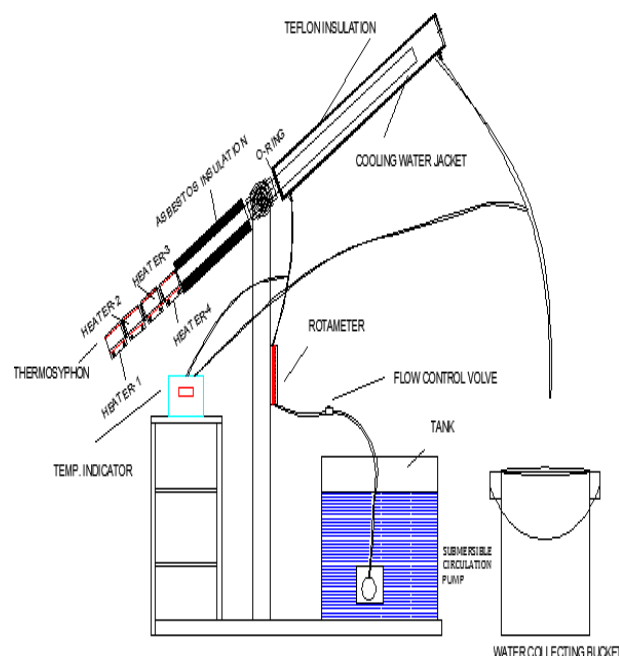 TEFLON INSULATION
O-RING
COOLING WATER JACKET
ASBESTOS INSULATION
HEATER-3
HEATER-2
HEATER-4
THERMOSYPHON
HEATER-1
ROTAMETER
FLOW CONTROL VOLVE
TANK
TEMP. INDICATOR
SUBMERSIBLE
CIRCULATION
PUMP
WATER COLLECTING BUCKET